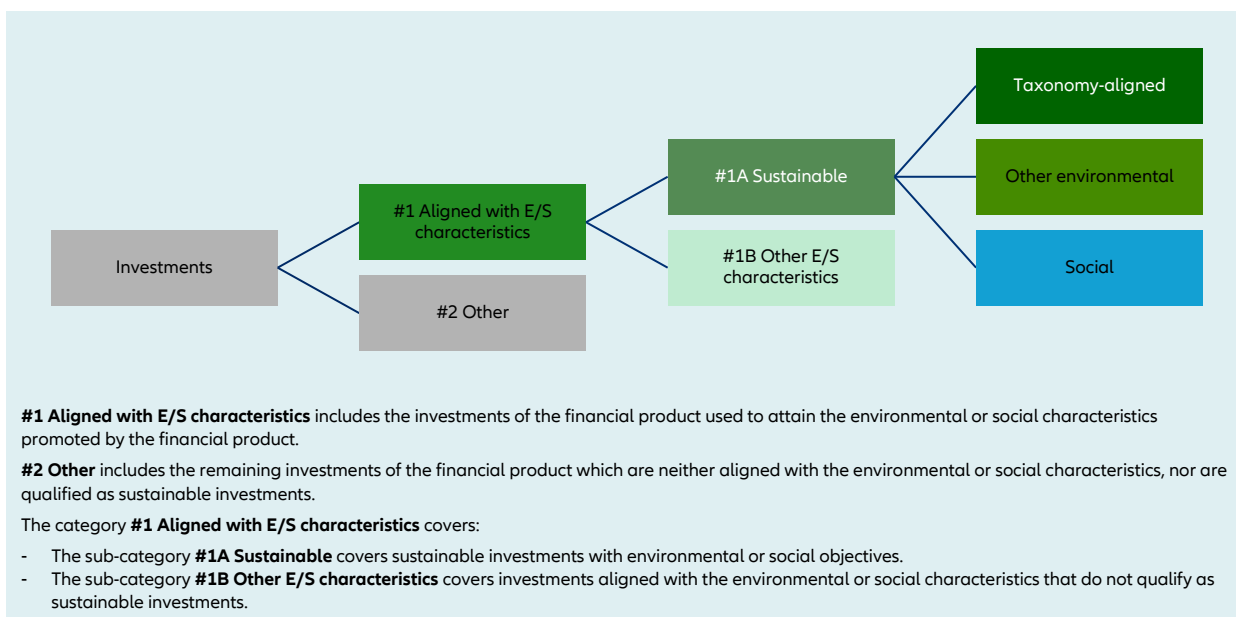 Taxonomy-aligned
#1A Sustainable
Other environmental
#1 Aligned with E/S
characteristics
Investments
#1B Other E/S
characteristics
Social
#2 Other
#1 Aligned with E/S characteristics includes the investments of the financial product used to attain the environmental or social characteristics
promoted by the financial product.
#2 Other includes the remaining investments of the financial product which are neither aligned with the environmental or social characteristics, nor are
qualified as sustainable investments.
The category #1 Aligned with E/S characteristics covers:
- The sub-category #1A Sustainable covers sustainable investments with environmental or social objectives.
- The sub-category #1B Other E/S characteristics covers investments aligned with the environmental or social characteristics that do not qualify as
sustainable investments.